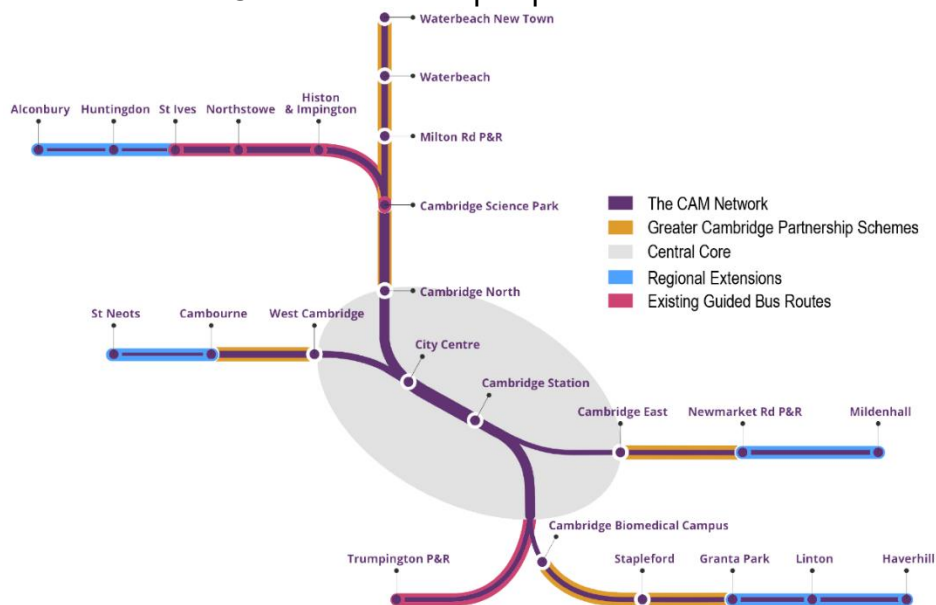 Waterbeach New Town
Waterbeach
Alconbury
Huntingdon
St Ives
Northstowe
Histon
& Impington
Milton Rd P&R
Cambridge Science Park
The CAM Network
Greater Cambridge Partnership Schemes
Central Core
Regional Extensions
Existing Guided Bus Routes
Cambridge North
St Neots
Cambourne
West Cambridge
City Centre
Cambridge Station
Cambridge East
Newmarket Rd P&R
Mildenhall
Cambridge Biomedical Campus
Trumpington P&R
Stapleford
Granta Park
Linton
Haverhill